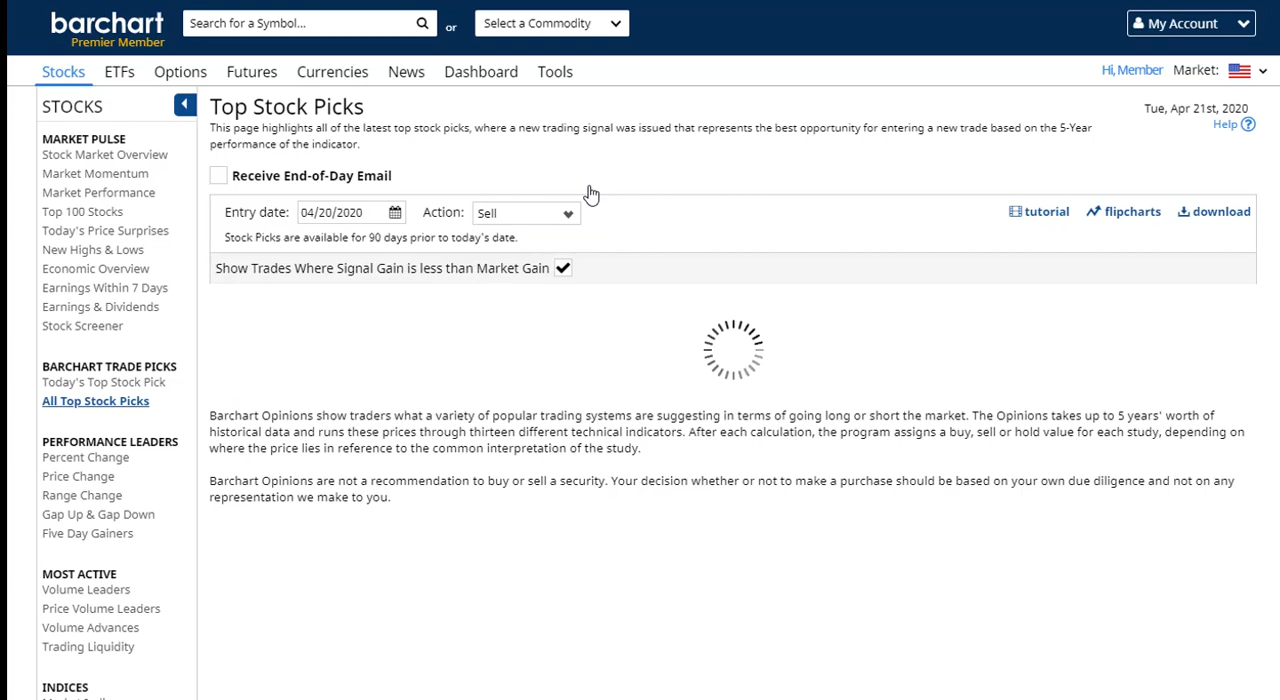 barchart
Premier Member
Search for a Symbol...
or
Select a Commodity
My Account
Stocks ETFs Options Futures Currencies News Dashboard Tools
Hi, Member Market:
STOCKS
MARKET PULSE
Stock Market Overview
Market Momentum
Market Performance
Top 100 Stocks
Today's Price Surprises
New Highs & Lows
Economic Overview
Earnings Within 7 Days
Earnings & Dividends
Stock Screener
BARCHART TRADE PICKS
Today's Top Stock Pick
All Top Stock Picks
PERFORMANCE LEADERS
Percent Change
Price Change
Range Change
Gap Up & Gap Down
Five Day Gainers
MOST ACTIVE
Volume Leaders
Price Volume Leaders
Volume Advances
Trading Liquidity
INDICES
Top Stock Picks
Tue, Apr 21st, 2020
Help ?
This page highlights all of the latest top stock picks, where a new trading signal was issued that represents the best opportunity for entering a new trade based on the 5-Year
performance of the indicator.
Receive End-of-Day Email
Entry date: 04/20/2020 Action: Sell
tutorial flipcharts download
Stock Picks are available for 90 days prior to today's date.
Show Trades Where Signal Gain is less than Market Gain
Barchart Opinions show traders what a variety of popular trading systems are suggesting in terms of going long or short the market. The Opinions takes up to 5 years' worth of
historical data and runs these prices through thirteen different technical indicators. After each calculation, the program assigns a buy, sell or hold value for each study, depending on
where the price lies in reference to the common interpretation of the study.
Barchart Opinions are not a recommendation to buy or sell a security. Your decision whether or not to make a purchase should be based on your own due diligence and not on any
representation we make to you.